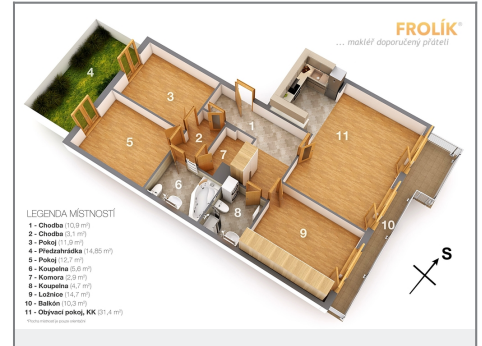 FROLÍK®
... makléř doporučený přáteli
4
3
1
2
5
7
11
6
8
9
10
S
LEGENDA MÍSTNOSTÍ
1 - Chodba (10,9 m²)
2 - Chodba (3,1 m²)
3 - Pokoj (11,9 m²)
4 - Předzahrádka (14,85 m²)
5 - Pokoj (12,7 m²)
6 - Koupelna (5,6 m²)
7 - Komora (2,9 m²)
8 - Koupelna (4,7 m²)
9 - Ložnice (14,7 m²)
10 - Balkón (10,3 m²)
11 - Obývací pokoj, KK (31,4 m²)